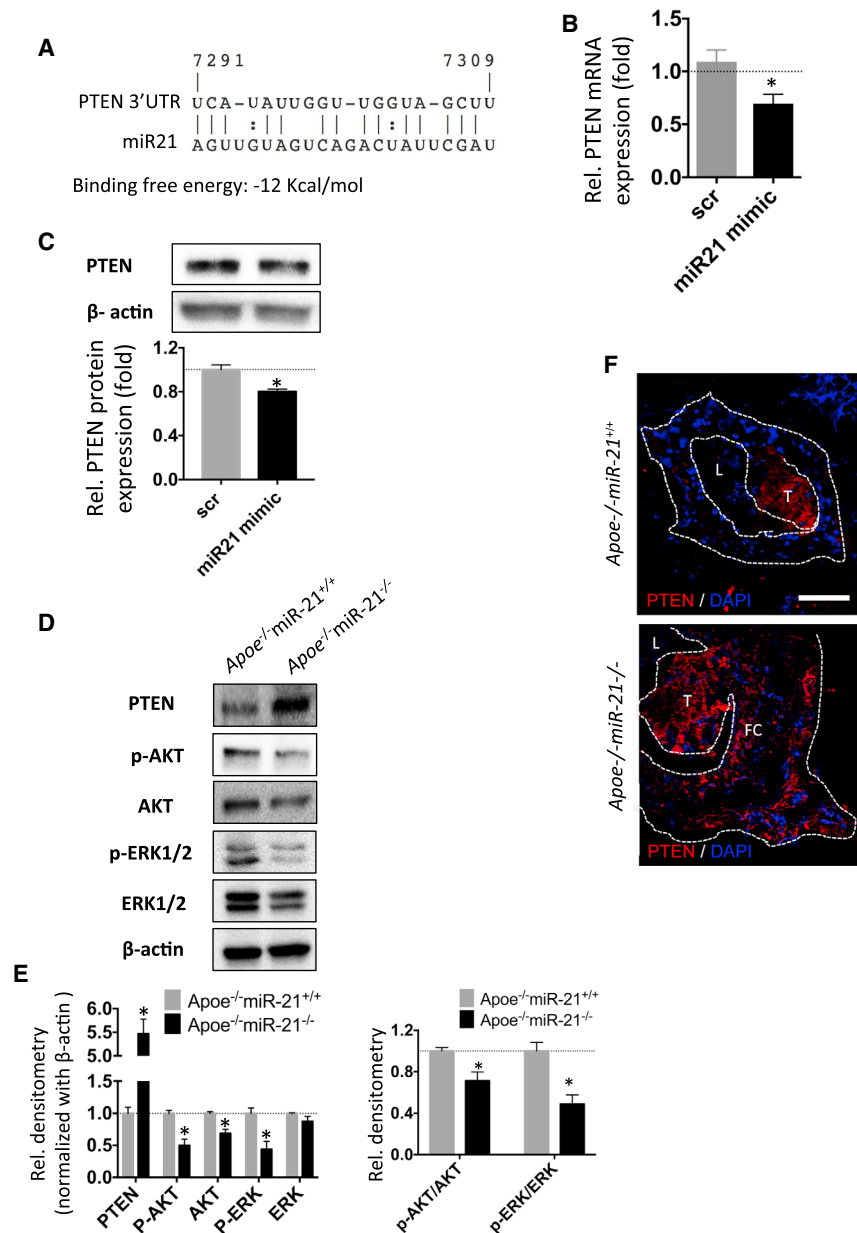 A
7291 7309
PTEN 3'UTR UCA-UAUUGGU-UGGUA-GCUU
miR21 AGUUGUAGUCAGACUAUUCGAU
Binding free energy: -12 Kcal/mol
B
Rel. PTEN mRNA
expression (fold)
1.5
1.0
0.5
0.0
*
scr
miR21 mimic
C
PTEN
β- actin
Rel. PTEN protein
expression (fold)
1.2
0.8
0.4
0.0
*
scr
miR21 mimic
D
Apoe-/-miR-21+/+
Apoe-/-miR-21-/-
PTEN
p-AKT
AKT
p-ERK1/2
ERK1/2
β-actin
E
Rel. densitometry
(normalized with β-actin )
Apoe-/-miR-21+/+
Apoe-/-miR-21-/-
6.0
5.5
5.0
1.5
1.0
0.5
0.0
* * * *
PTEN
P-AKT
AKT
P-ERK
ERK
Rel. densitometry
Apoe-/-miR-21+/+
Apoe-/-miR-21-/-
1.2
0.8
0.4
0.0
* *
p-AKT/AKT
p-ERK/ERK
F
Apoe-/-miR-21+/+
L
T
PTEN / DAPI
Apoe-/-miR-21-/-
L
T
FC
PTEN / DAPI